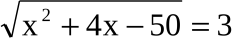 √(x² + 4x − 50) = 3